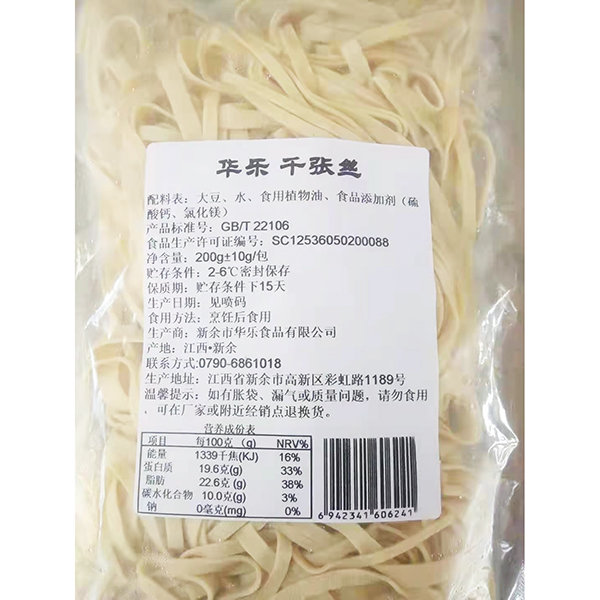 华乐 千张丝
配料表：大豆、水、食用植物油、食品添加剂（硫
酸钙、氯化镁）
产品标准号：GB/T 22106
食品生产许可证编号：SC12536050200088
净含量：200g±10g/包
贮存条件：2-6℃密封保存
保质期：贮存条件下15天
生产日期：见喷码
食用方法：烹饪后食用
生产商：新余市华乐食品有限公司
产地：江西•新余
联系方式:0790-6861018
生产地址：江西省新余市高新区彩虹路1189号
温馨提示：如有胀袋、漏气或质量问题，请勿食用
，可在厂家或附近经销点退换货。
营养成份表
项目 每100克（g） NRV%
能量 1339千焦(KJ) 16%
蛋白质 19.6克(g) 33%
脂肪 22.6克(g) 38%
碳水化合物 10.0克(g) 3%
钠 0毫克(mg) 0%
6942341606241